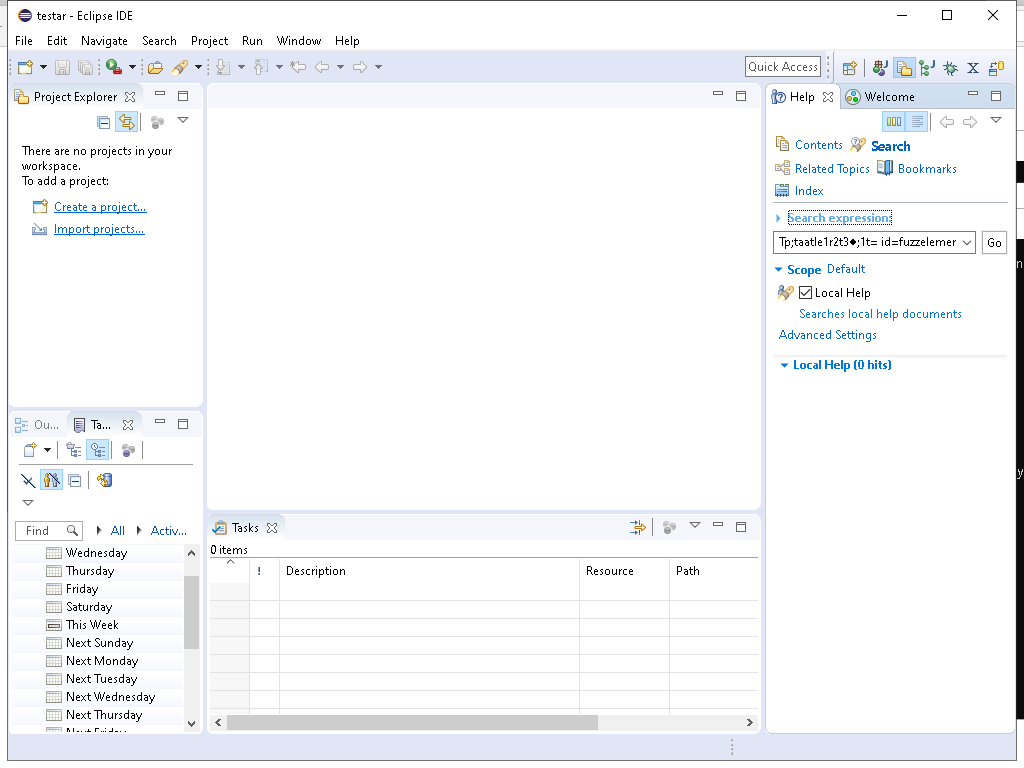 testar - Eclipse IDE
File Edit Navigate Search Project Run Window Help
Quick Access
Project Explorer
There are no projects in your
workspace.
To add a project:
Create a project...
Import projects...
Ou...
Ta...
Find
All
Activ...
Wednesday
Thursday
Friday
Saturday
This Week
Next Sunday
Next Monday
Next Tuesday
Next Wednesday
Next Thursday
Next Friday
Tasks
0 items
! Description Resource Path
Help
Welcome
Contents
Search
Related Topics
Bookmarks
Index
Search expression:
Tp;taatle1r2t3◆;1t= id=fuzzelemer
Go
Scope Default
Local Help
Searches local help documents
Advanced Settings
Local Help (0 hits)
n
y